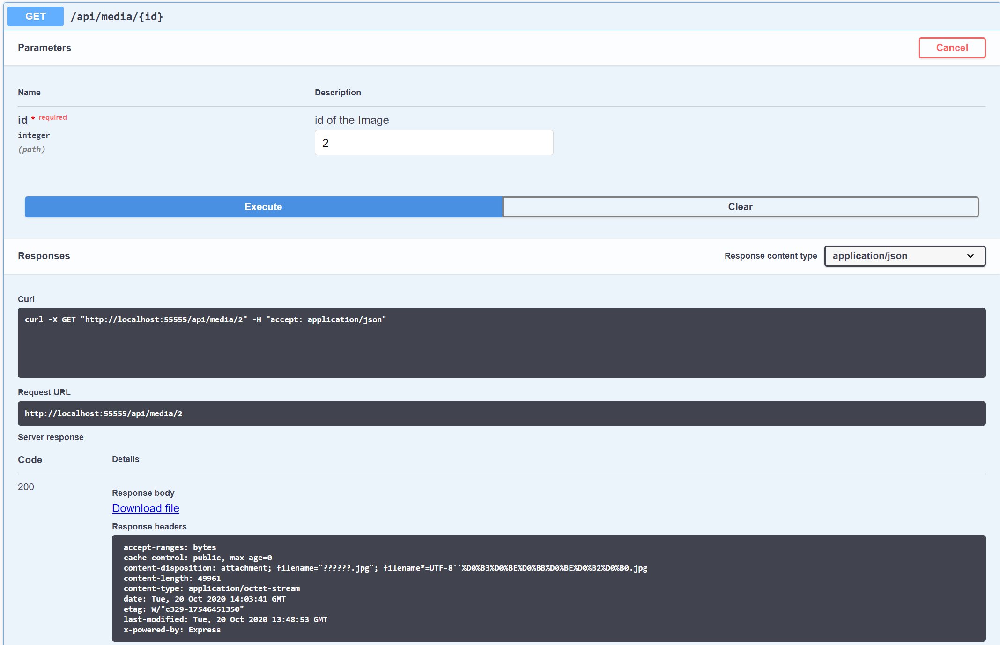 GET /api/media/{id}
Parameters
Cancel
Name Description
id * required
integer
(path)
id of the Image
2
Execute Clear
Responses
Response content type application/json
Curl
curl -X GET "http://localhost:55555/api/media/2" -H "accept: application/json"
Request URL
http://localhost:55555/api/media/2
Server response
Code Details
200
Response body
Download file
Response headers
accept-ranges: bytes
cache-control: public, max-age=0
content-disposition: attachment; filename="??????.jpg"; filename*=UTF-8''%D0%B3%D0%BE%D0%BB%D0%BE%D0%B2%D0%B0.jpg
content-length: 49961
content-type: application/octet-stream
date: Tue, 20 Oct 2020 14:03:41 GMT
etag: W/"c329-17546451350"
last-modified: Tue, 20 Oct 2020 13:48:53 GMT
x-powered-by: Express